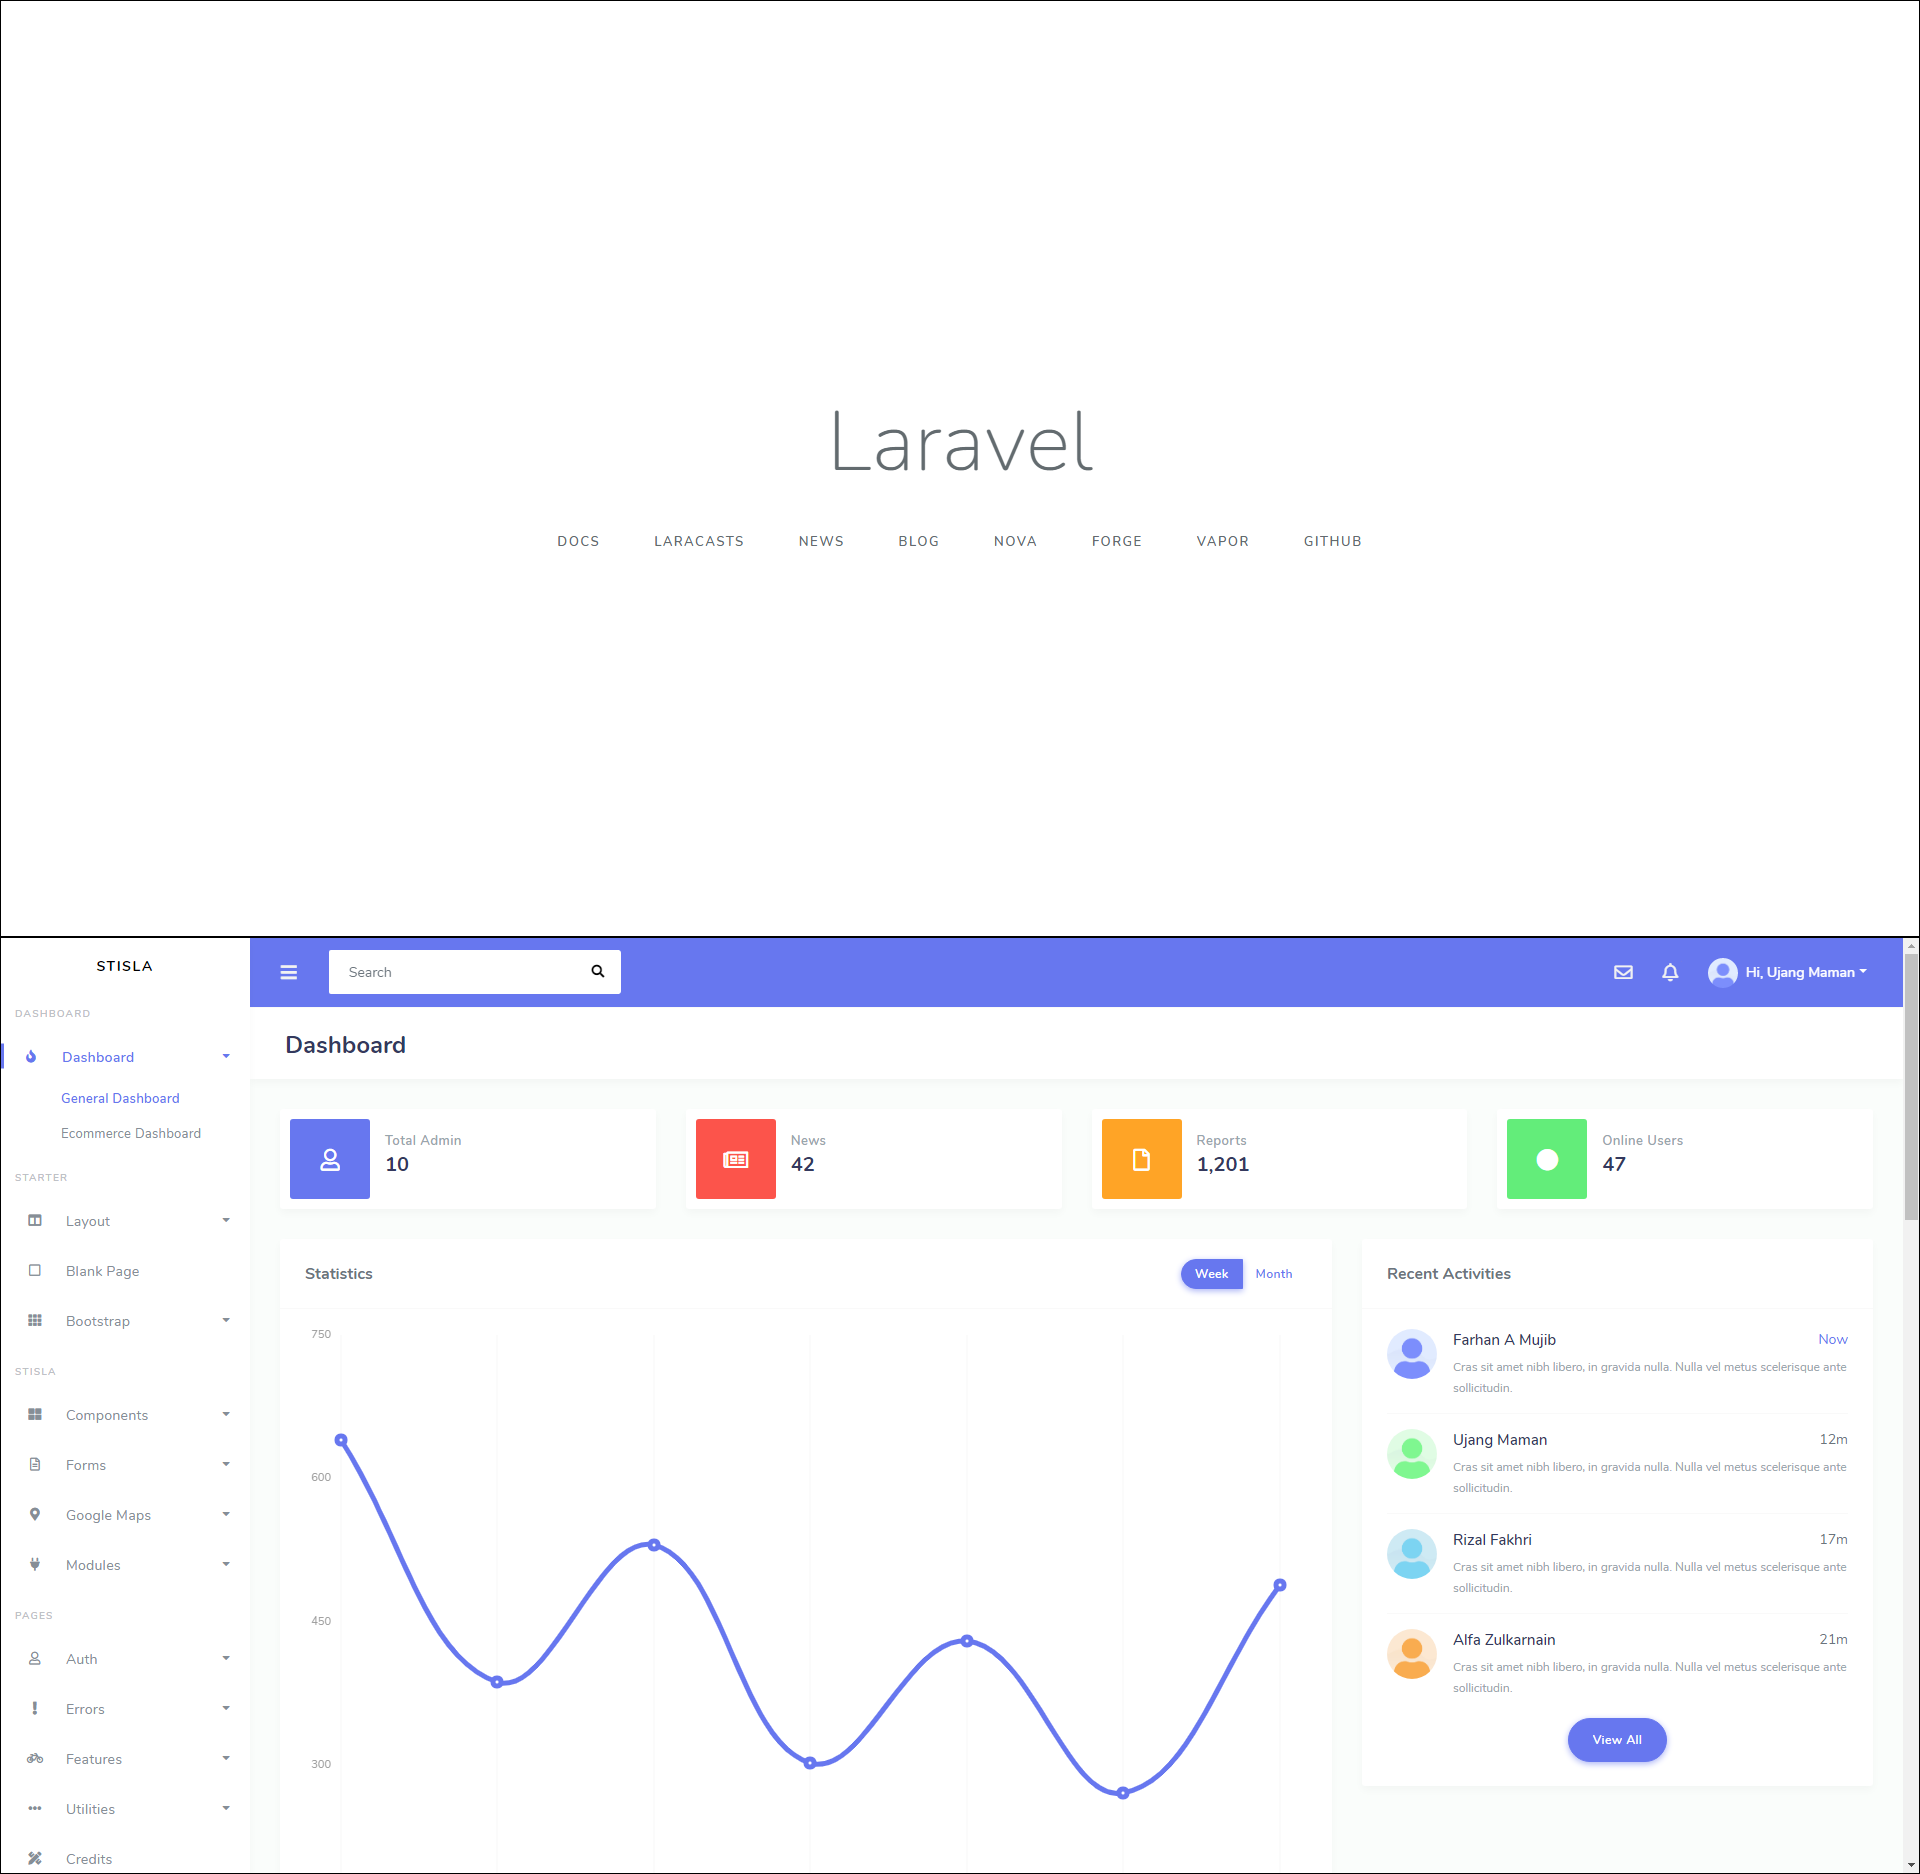 Laravel
DOCS LARACASTS NEWS BLOG NOVA FORGE VAPOR GITHUB
STISLA
DASHBOARD
Dashboard
General Dashboard
Ecommerce Dashboard
STARTER
Layout
Blank Page
Bootstrap
STISLA
Components
Forms
Google Maps
Modules
PAGES
Auth
Errors
Features
Utilities
Credits
Search
Hi, Ujang Maman
Dashboard
Total Admin
10
News
42
Reports
1,201
Online Users
47
Statistics
Week Month
750
600
450
300
Recent Activities
Farhan A Mujib Now
Cras sit amet nibh libero, in gravida nulla. Nulla vel metus scelerisque ante
sollicitudin.
Ujang Maman 12m
Cras sit amet nibh libero, in gravida nulla. Nulla vel metus scelerisque ante
sollicitudin.
Rizal Fakhri 17m
Cras sit amet nibh libero, in gravida nulla. Nulla vel metus scelerisque ante
sollicitudin.
Alfa Zulkarnain 21m
Cras sit amet nibh libero, in gravida nulla. Nulla vel metus scelerisque ante
sollicitudin.
View All